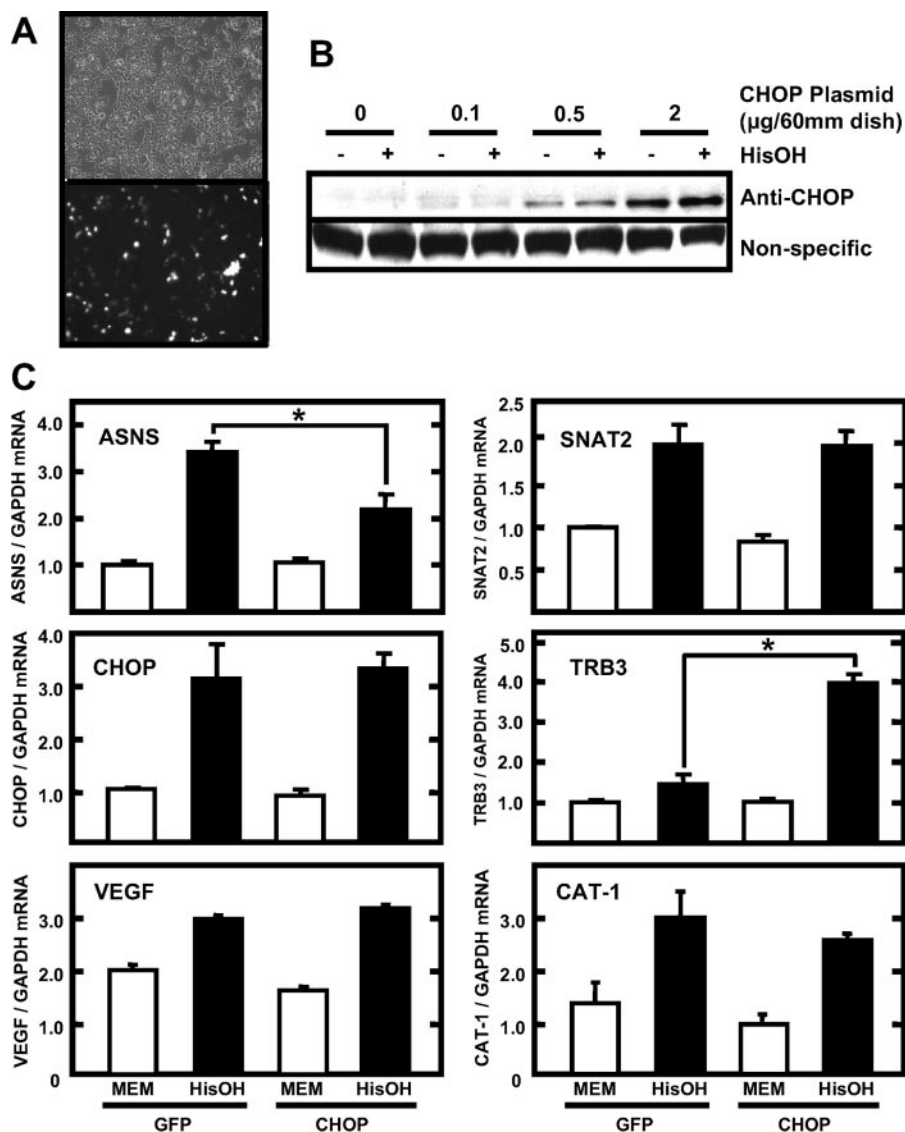 A
B
0 0.1 0.5 2
CHOP Plasmid
(µg/60mm dish)
- + - + - + - +
HisOH
Anti-CHOP
Non-specific
C
ASNS / GAPDH mRNA
4.0
3.0
2.0
1.0
ASNS
*
SNAT2 / GAPDH mRNA
2.5
2.0
1.5
1.0
0.5
SNAT2
CHOP / GAPDH mRNA
4.0
3.0
2.0
1.0
CHOP
TRB3 / GAPDH mRNA
5.0
4.0
3.0
2.0
1.0
TRB3
*
VEGF / GAPDH mRNA
3.0
2.0
1.0
0
VEGF
MEM HisOH MEM HisOH
GFP CHOP
CAT-1 / GAPDH mRNA
3.0
2.0
1.0
0
CAT-1
MEM HisOH MEM HisOH
GFP CHOP